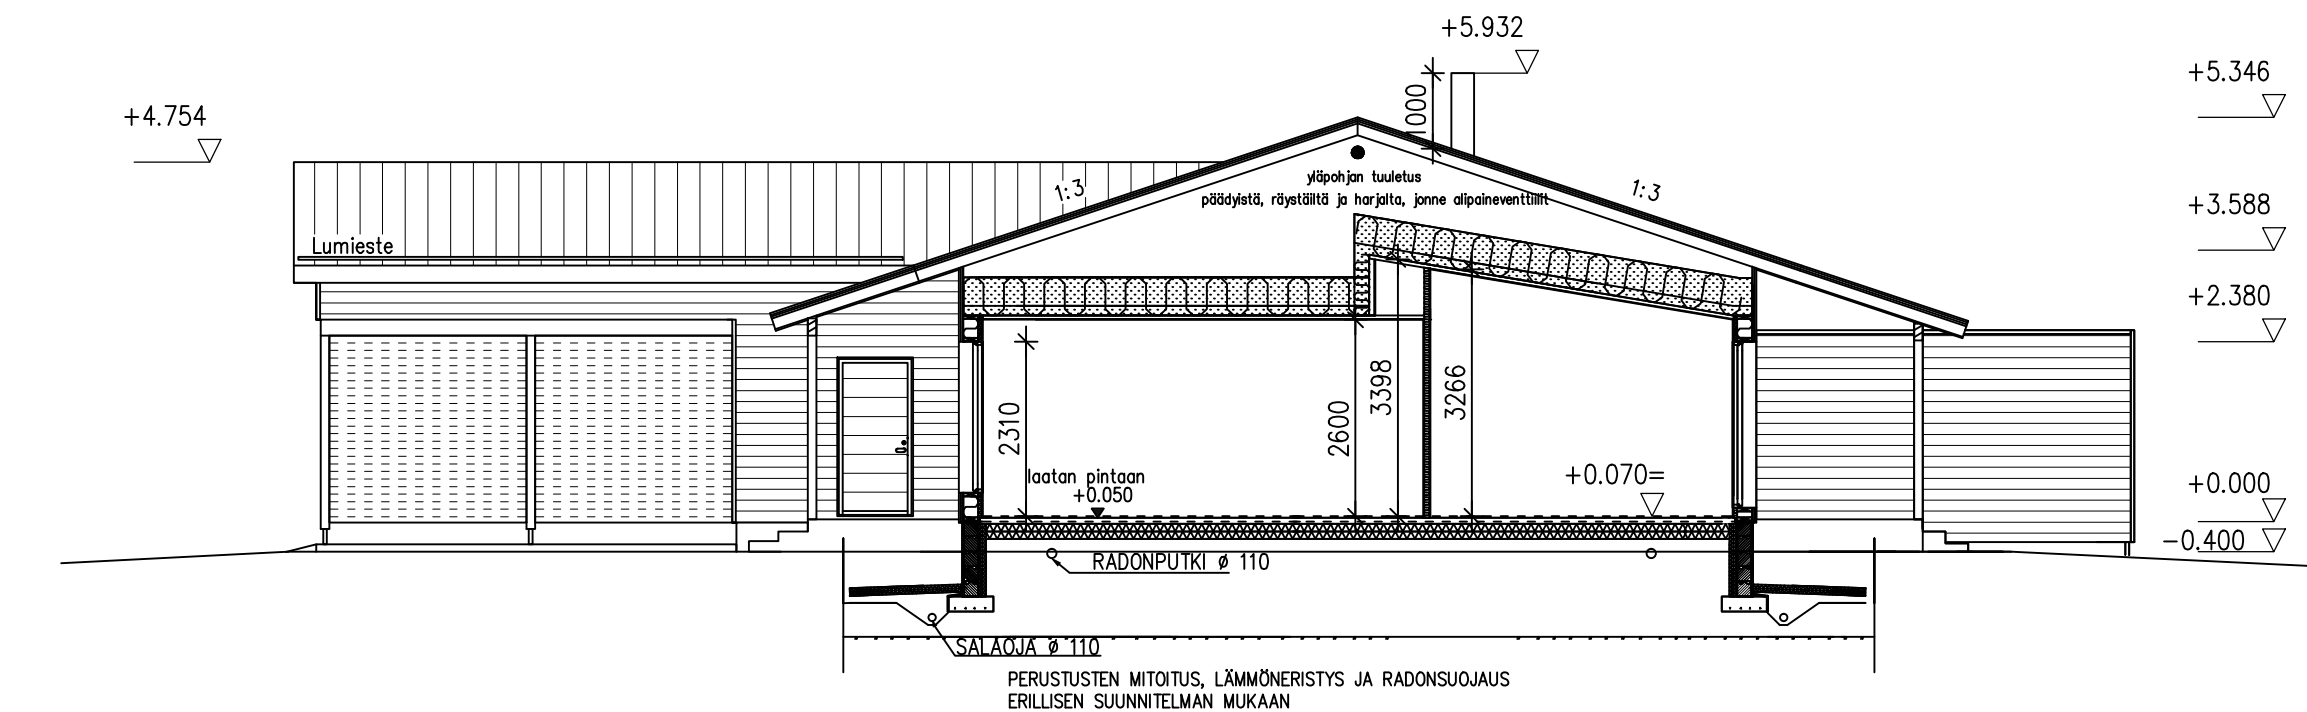 +5.932
+5.346
+4.754
1000
yläpohjan tuuletus
päädyistä, räystäiltä ja harjalta, jonne alipaineventtiilit
1:3
1:3
+3.588
Lumieste
+2.380
2310
2600
3398
3266
laatan pintaan
+0.050
+0.070=
+0.000
-0.400
RADONPUTKI ø 110
SALAOJA ø 110
PERUSTUSTEN MITOITUS, LÄMMÖNERISTYS JA RADONSUOJAUS
ERILLISEN SUUNNITELMAN MUKAAN